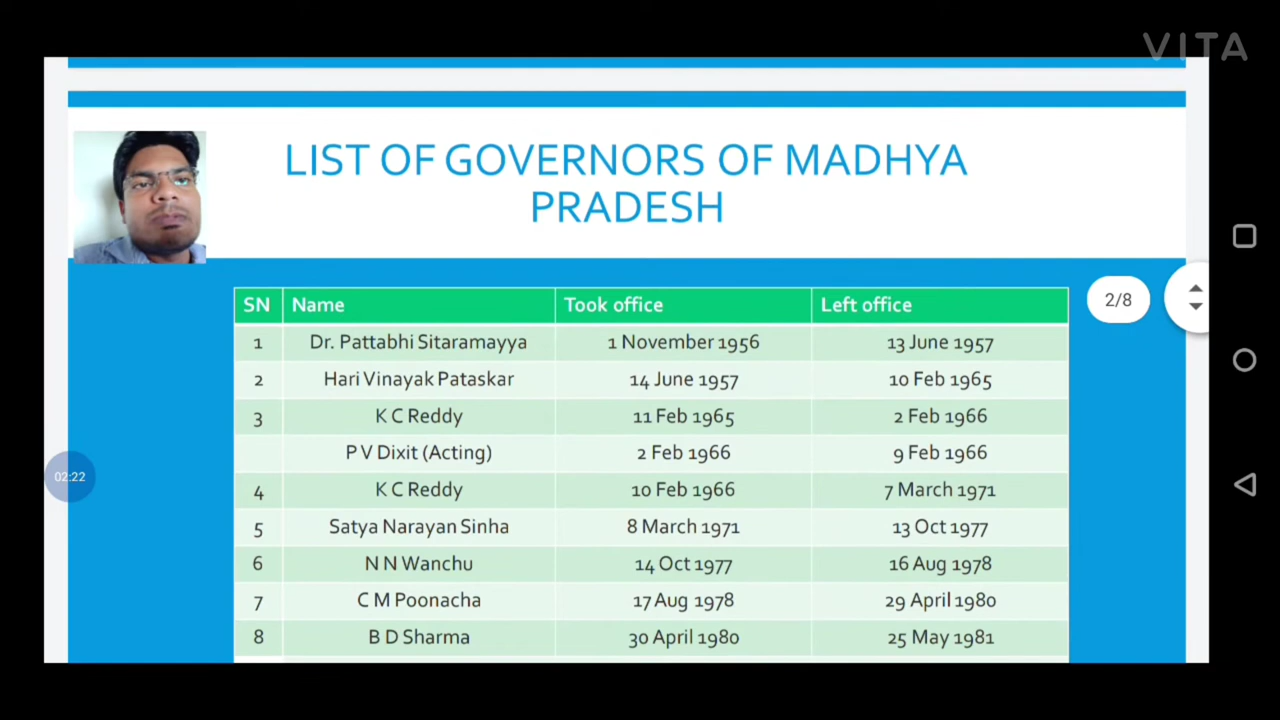 VITA
LIST OF GOVERNORS OF MADHYA
PRADESH
SN Name Took office Left office
2/8
1 Dr. Pattabhi Sitaramayya 1 November 1956 13 June 1957
2 Hari Vinayak Pataskar 14 June 1957 10 Feb 1965
3 K C Reddy 11 Feb 1965 2 Feb 1966
P V Dixit (Acting) 2 Feb 1966 9 Feb 1966
02:22
4 K C Reddy 10 Feb 1966 7 March 1971
5 Satya Narayan Sinha 8 March 1971 13 Oct 1977
6 N N Wanchu 14 Oct 1977 16 Aug 1978
7 C M Poonacha 17 Aug 1978 29 April 1980
8 B D Sharma 30 April 1980 25 May 1981